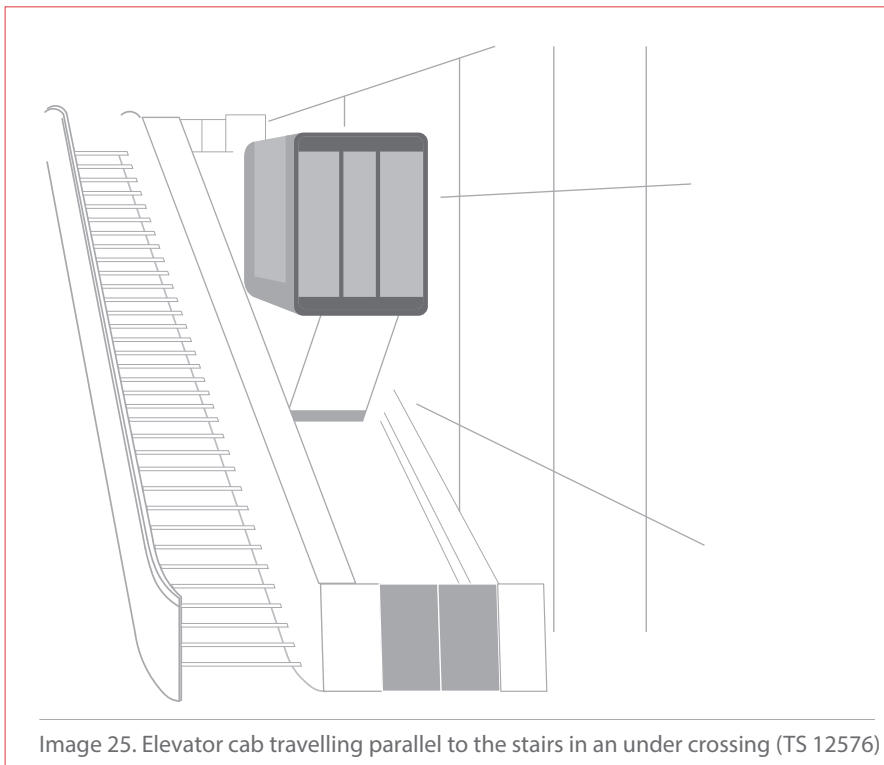 Image 25. Elevator cab travelling parallel to the stairs in an under crossing (TS 12576)